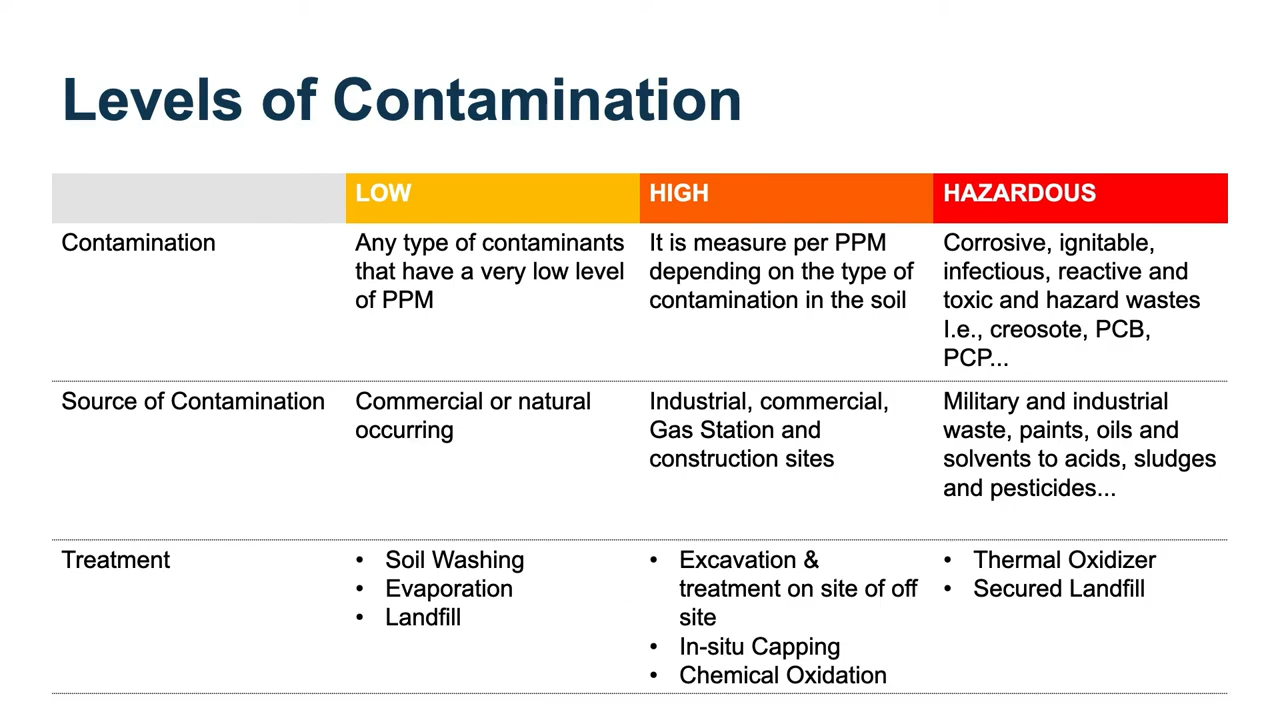 Levels of Contamination
LOW
HIGH
HAZARDOUS
Contamination
Any type of contaminants
that have a very low level
of PPM
It is measure per PPM
depending on the type of
contamination in the soil
Corrosive, ignitable,
infectious, reactive and
toxic and hazard wastes
I.e., creosote, PCB,
PCP...
Source of Contamination
Commercial or natural
occurring
Industrial, commercial,
Gas Station and
construction sites
Military and industrial
waste, paints, oils and
solvents to acids, sludges
and pesticides...
Treatment
• Soil Washing
• Evaporation
• Landfill
• Excavation &
treatment on site of off
site
• In-situ Capping
• Chemical Oxidation
• Thermal Oxidizer
• Secured Landfill